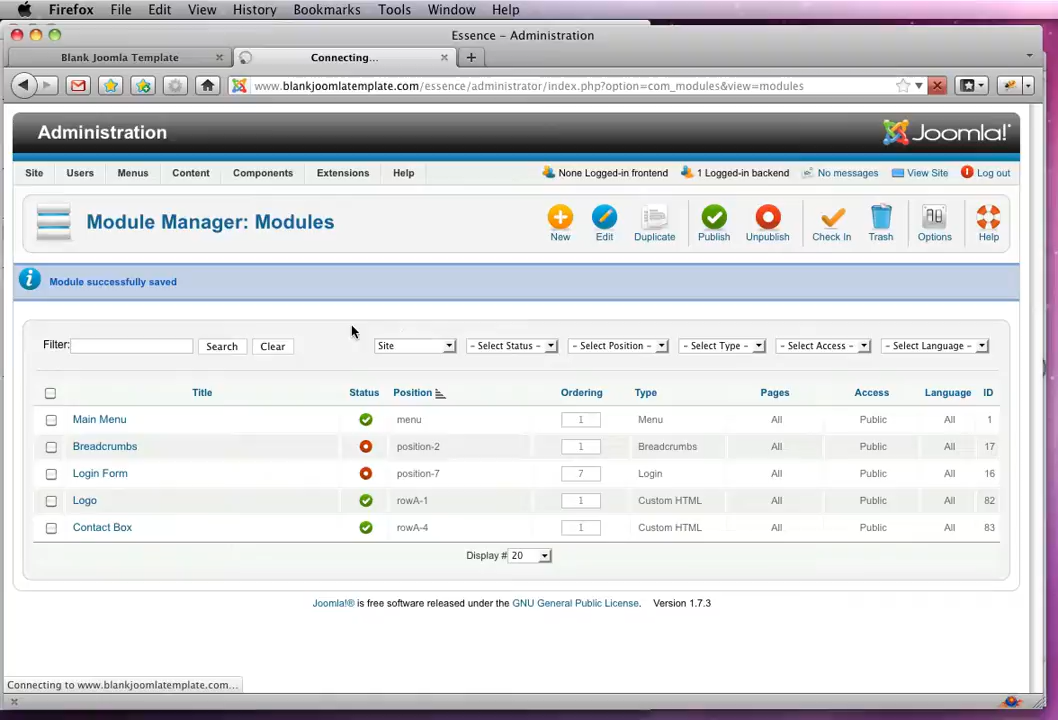 Firefox File Edit View History Bookmarks Tools Window Help
Essence – Administration
Blank Joomla Template Connecting...
www.blankjoomlatemplate.com/essence/administrator/index.php?option=com_modules&view=modules
Administration Joomla!
Site Users Menus Content Components Extensions Help None Logged-in frontend 1 Logged-in backend No messages View Site Log out
Module Manager: Modules New Edit Duplicate Publish Unpublish Check In Trash Options Help
Module successfully saved
Filter: Search Clear Site - Select Status - - Select Position - - Select Type - - Select Access - - Select Language -
Title Status Position Ordering Type Pages Access Language ID
Main Menu menu 1 Menu All Public All 1
Breadcrumbs position-2 1 Breadcrumbs All Public All 17
Login Form position-7 7 Login All Public All 16
Logo rowA-1 1 Custom HTML All Public All 82
Contact Box rowA-4 1 Custom HTML All Public All 83
Display # 20
Joomla!® is free software released under the GNU General Public License. Version 1.7.3
Connecting to www.blankjoomlatemplate.com...